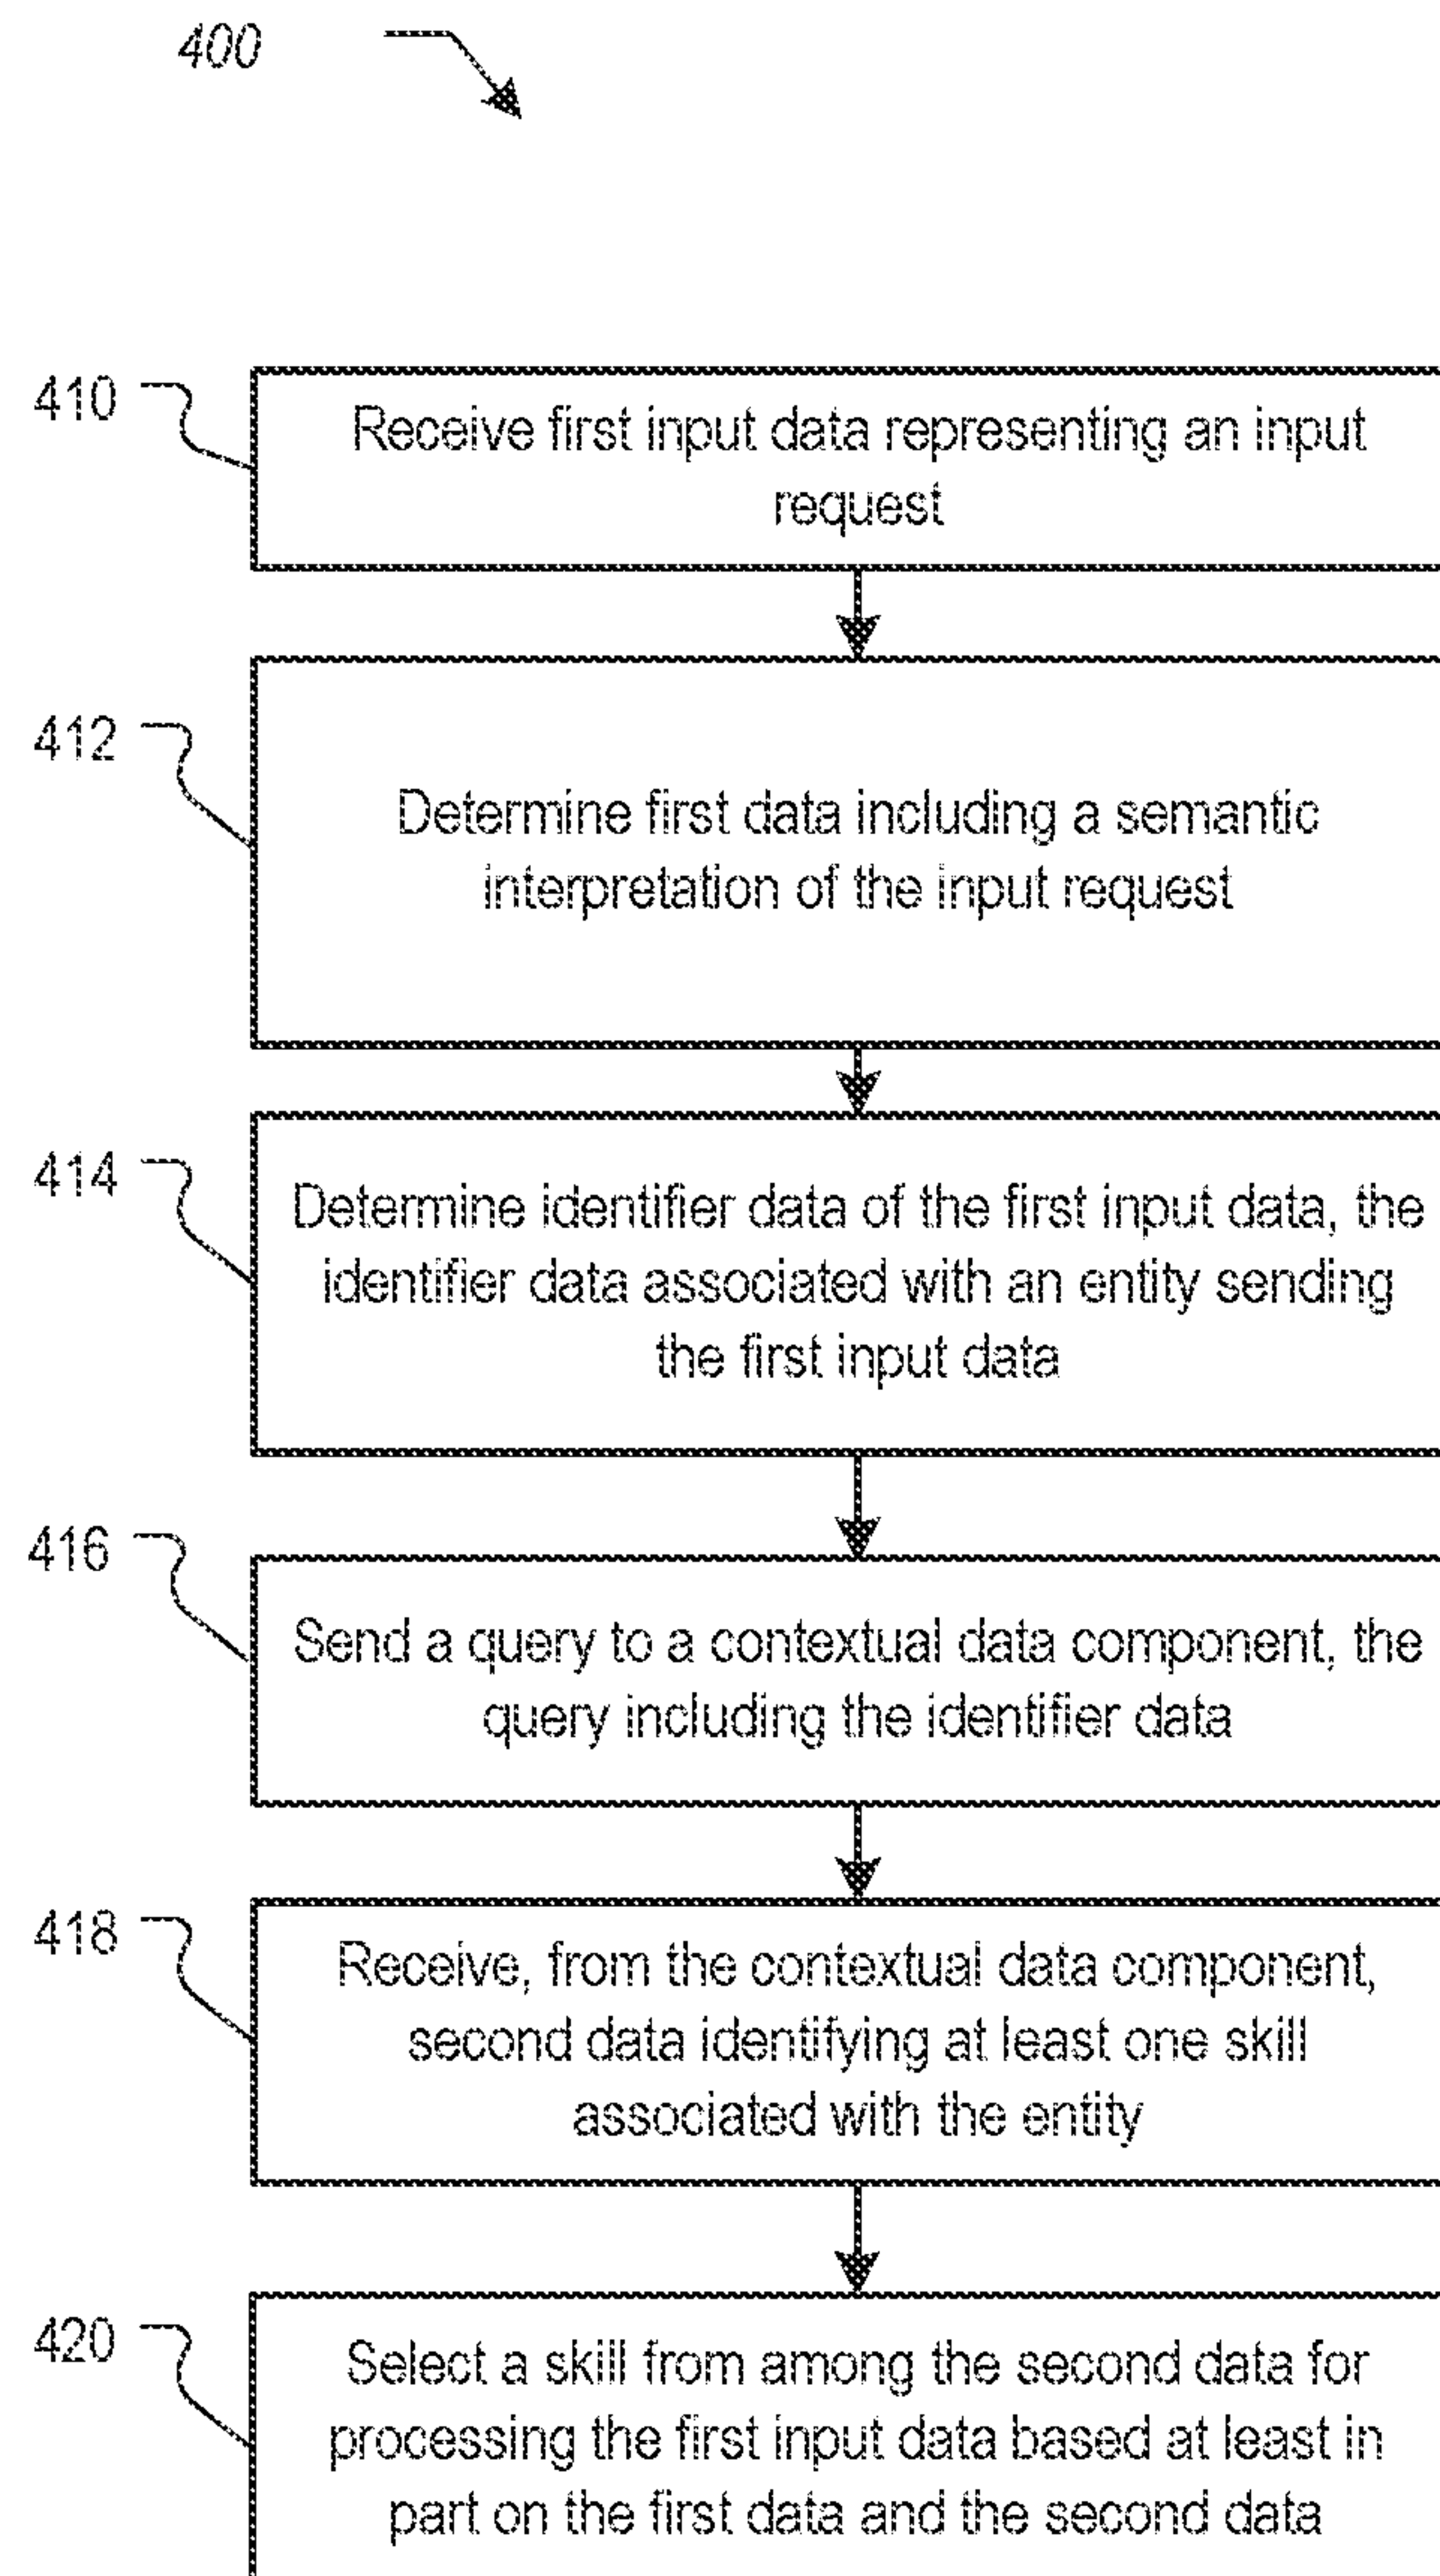 400
410
Receive first input data representing an input
request
412
Determine first data including a semantic
interpretation of the input request
414
Determine identifier data of the first input data, the
identifier data associated with an entity sending
the first input data
416
Send a query to a contextual data component, the
query including the identifier data
418
Receive, from the contextual data component,
second data identifying at least one skill
associated with the entity
420
Select a skill from among the second data for
processing the first input data based at least in
part on the first data and the second data